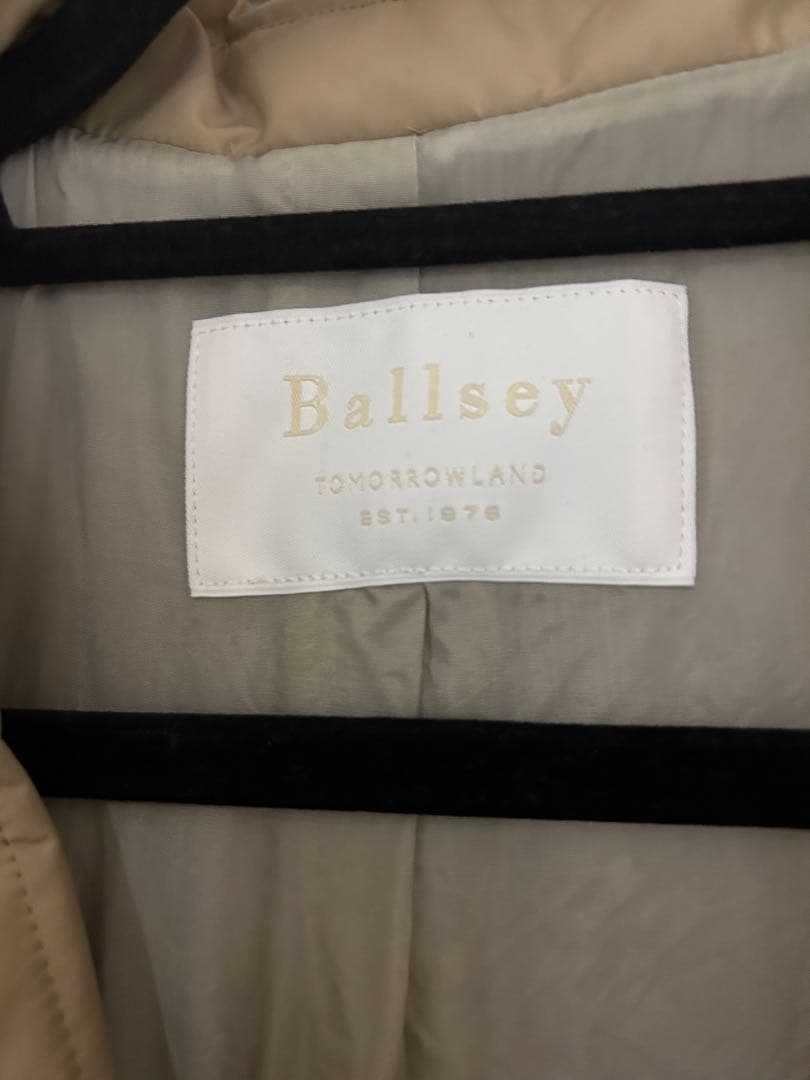 Ballsey
TOMORROWLAND
EST. 1978